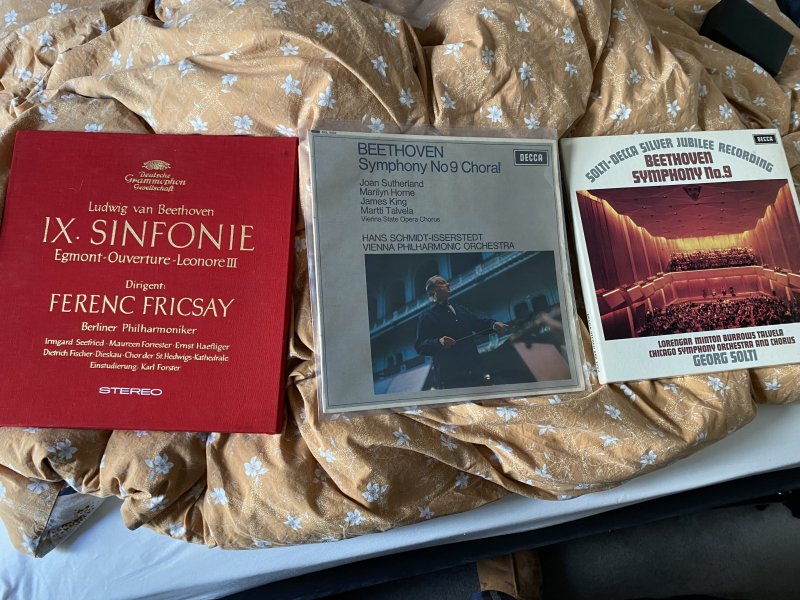 Deutsche
Grammophon
Gesellschaft
Ludwig van Beethoven
IX. SINFONIE
Egmont-Ouverture-Leonore III
Dirigent:
FERENC FRICSAY
Berliner Philharmoniker
Irmgard Seefried · Maureen Forrester · Ernst Haefliger
Dietrich Fischer-Dieskau · Chor der St. Hedwigs-Kathedrale
Einstudierung: Karl Forster
STEREO
BEETHOVEN
Symphony No 9 Choral
DECCA
Joan Sutherland
Marilyn Horne
James King
Martti Talvela
Vienna State Opera Chorus
HANS SCHMIDT-ISSERSTEDT
VIENNA PHILHARMONIC ORCHESTRA
DECCA
SOLTI-DECCA SILVER JUBILEE RECORDING
BEETHOVEN
SYMPHONY No.9
LORENGAR MINTON BURROWS TALVELA
CHICAGO SYMPHONY ORCHESTRA AND CHORUS
GEORG SOLTI